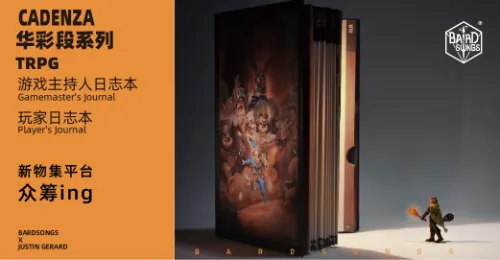 CADENZA
华彩段系列
TRPG
游戏主持人日志本
Gamemaster's Journal
玩家日志本
Player's Journal
新物集平台
众筹ing
BARDSONGS
X
JUSTIN GERARD
BARD
SONGS
®
BARDSONGS